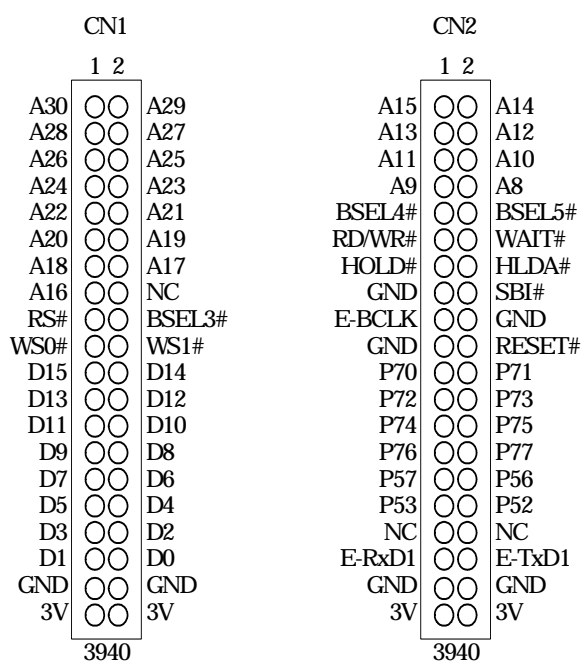 CN1 CN2
1 2 1 2
A30 A29 A15 A14
A28 A27 A13 A12
A26 A25 A11 A10
A24 A23 A9 A8
A22 A21 BSEL4# BSEL5#
A20 A19 RD/WR# WAIT#
A18 A17 HOLD# HLDA#
A16 NC GND SBI#
RS# BSEL3# E-BCLK GND
WS0# WS1# GND RESET#
D15 D14 P70 P71
D13 D12 P72 P73
D11 D10 P74 P75
D9 D8 P76 P77
D7 D6 P57 P56
D5 D4 P53 P52
D3 D2 NC NC
D1 D0 E-RxD1 E-TxD1
GND GND GND GND
3V 3V 3V 3V
3940 3940